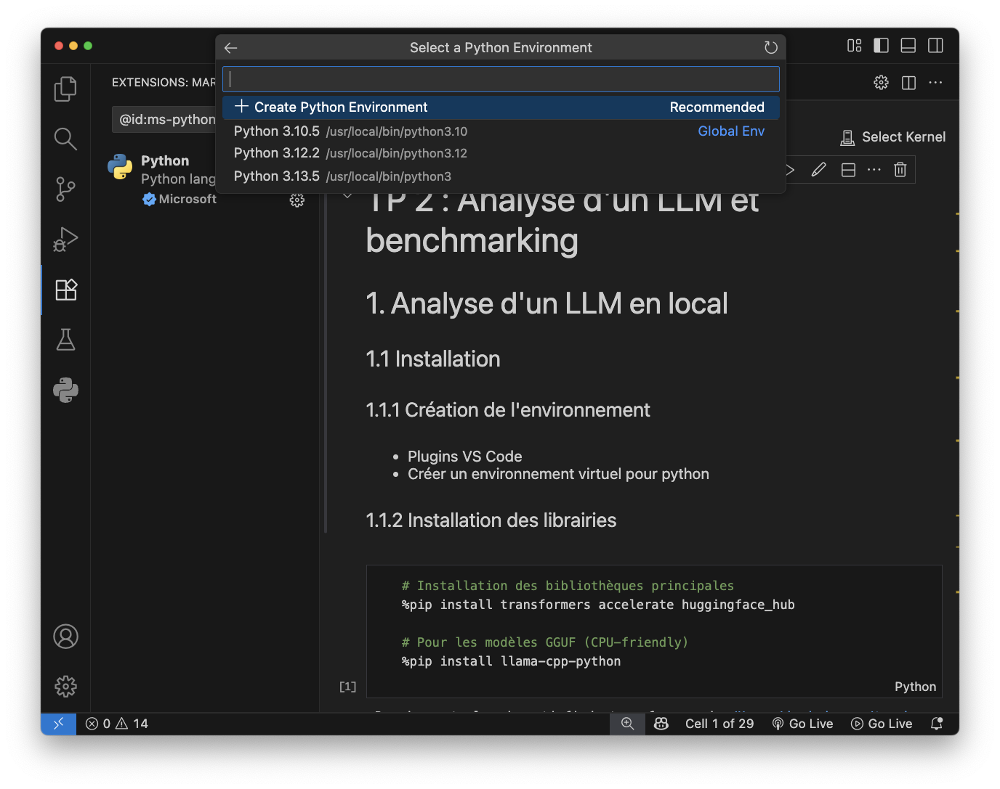 Select a Python Environment
EXTENSIONS: MAR
@id:ms-python
Create Python Environment Recommended
Python 3.10.5 /usr/local/bin/python3.10 Global Env
Python 3.12.2 /usr/local/bin/python3.12
Python 3.13.5 /usr/local/bin/python3
Python
Python lang
Microsoft
Select Kernel
TP 2 : Analyse d'un LLM et
benchmarking
1. Analyse d'un LLM en local
1.1 Installation
1.1.1 Création de l'environnement
• Plugins VS Code
• Créer un environnement virtuel pour python
1.1.2 Installation des librairies
# Installation des bibliothèques principales
%pip install transformers accelerate huggingface_hub
# Pour les modèles GGUF (CPU-friendly)
%pip install llama-cpp-python
[1]
Python
0 14
Cell 1 of 29 Go Live Go Live